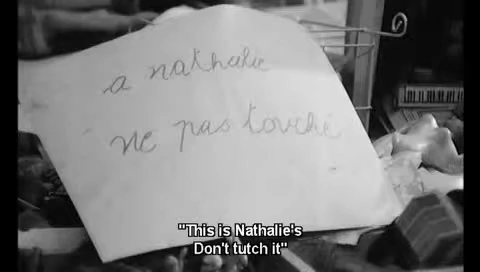 a nathalie
ne pas touché
"This is Nathalie's
Don't tutch it"